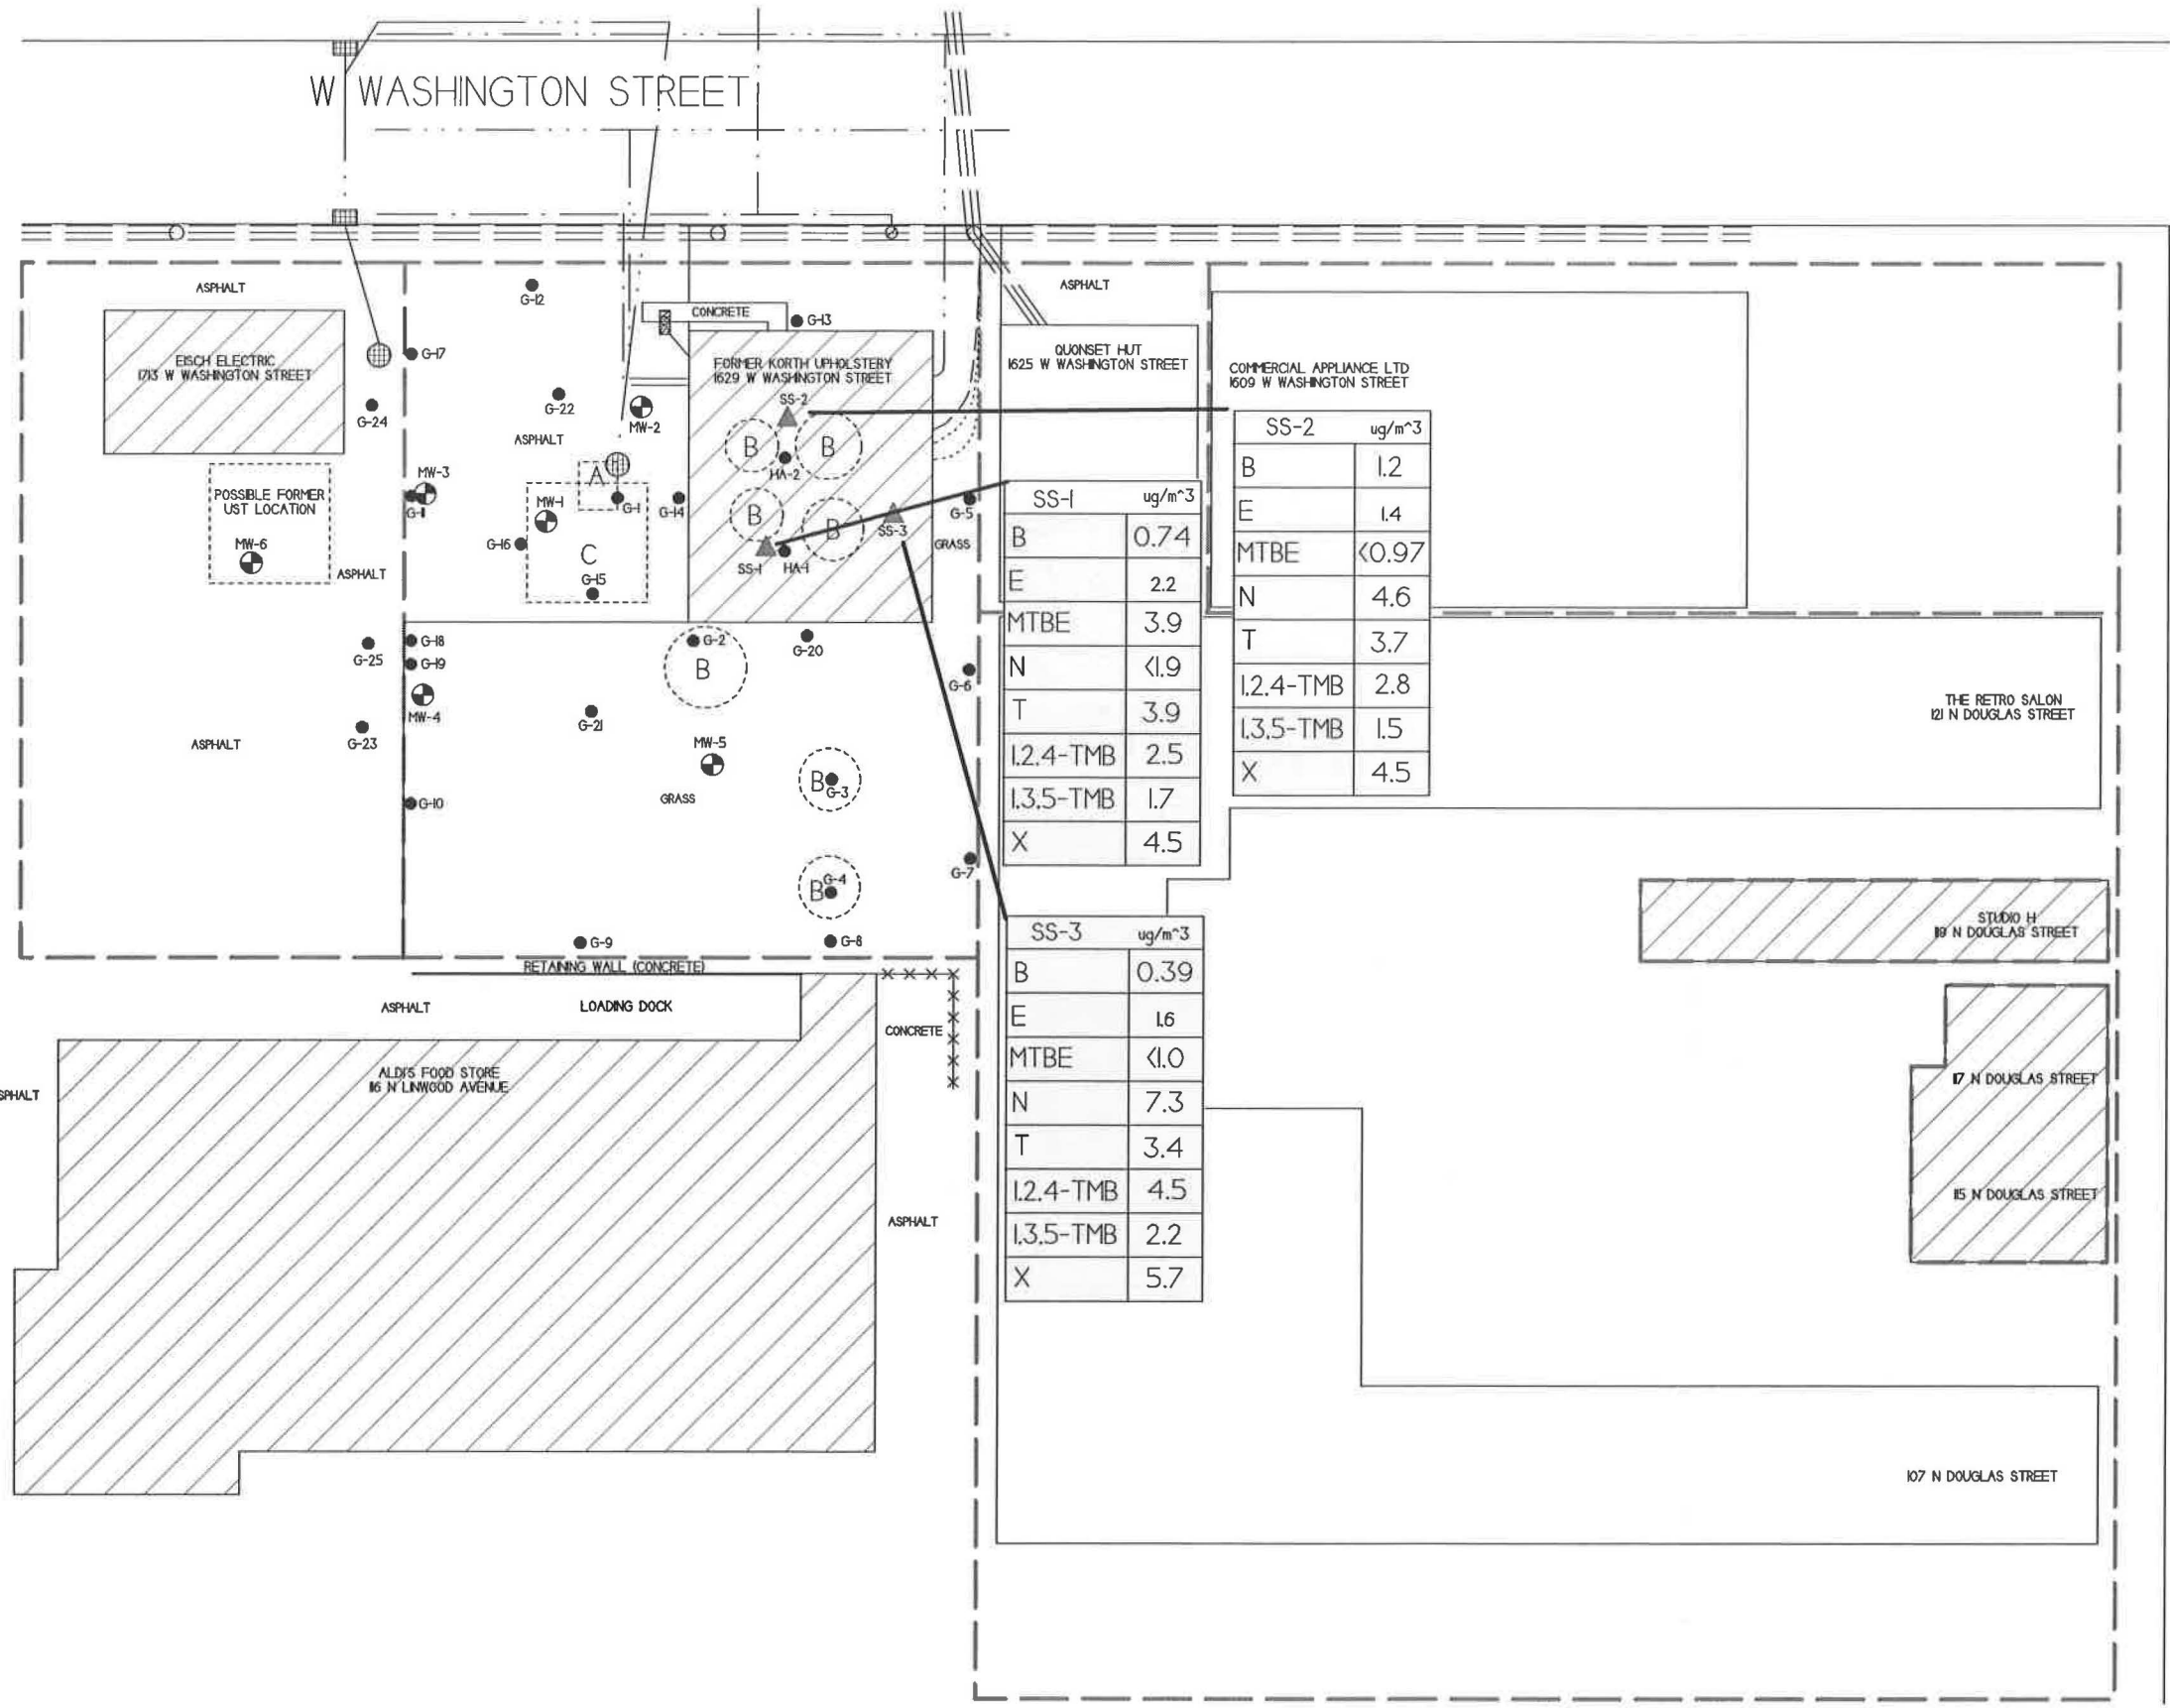 W WASHINGTON STREET
ASPHALT
ASPHALT
G-12
CONCRETE
G-13
EISCH ELECTRIC
1713 W WASHINGTON STREET
G-17
FORMER KORTH UPHOLSTERY
1629 W WASHINGTON STREET
QUONSET HUT
1625 W WASHINGTON STREET
COMMERCIAL APPLIANCE LTD
1609 W WASHINGTON STREET
G-24
G-22
MW-2
SS-2
ASPHALT
B
B
HA-2
A
MW-3
G-11
POSSIBLE FORMER
UST LOCATION
MW-6
ASPHALT
MW-1
G-1
G-14
G-16
C
G-15
B
B
SS-3
SS-1
HA-1
G-5
GRASS
SS-2 ug/m^3
B 1.2
E 1.4
MTBE <0.97
N 4.6
T 3.7
1,2,4-TMB 2.8
1,3,5-TMB 1.5
X 4.5
SS-1 ug/m^3
B 0.74
E 2.2
MTBE 3.9
N <1.9
T 3.9
1,2,4-TMB 2.5
1,3,5-TMB 1.7
X 4.5
G-25
G-18
G-19
MW-4
G-23
ASPHALT
G-10
G-2
B
G-20
G-6
G-21
MW-5
GRASS
B
G-3
B
G-4
G-7
G-9
G-8
THE RETRO SALON
121 N DOUGLAS STREET
STUDIO H
119 N DOUGLAS STREET
SS-3 ug/m^3
B 0.39
E 1.6
MTBE <1.0
N 7.3
T 3.4
1,2,4-TMB 4.5
1,3,5-TMB 2.2
X 5.7
RETAINING WALL (CONCRETE)
ASPHALT
LOADING DOCK
CONCRETE
ALDI'S FOOD STORE
116 N LINWOOD AVENUE
ASPHALT
117 N DOUGLAS STREET
115 N DOUGLAS STREET
107 N DOUGLAS STREET